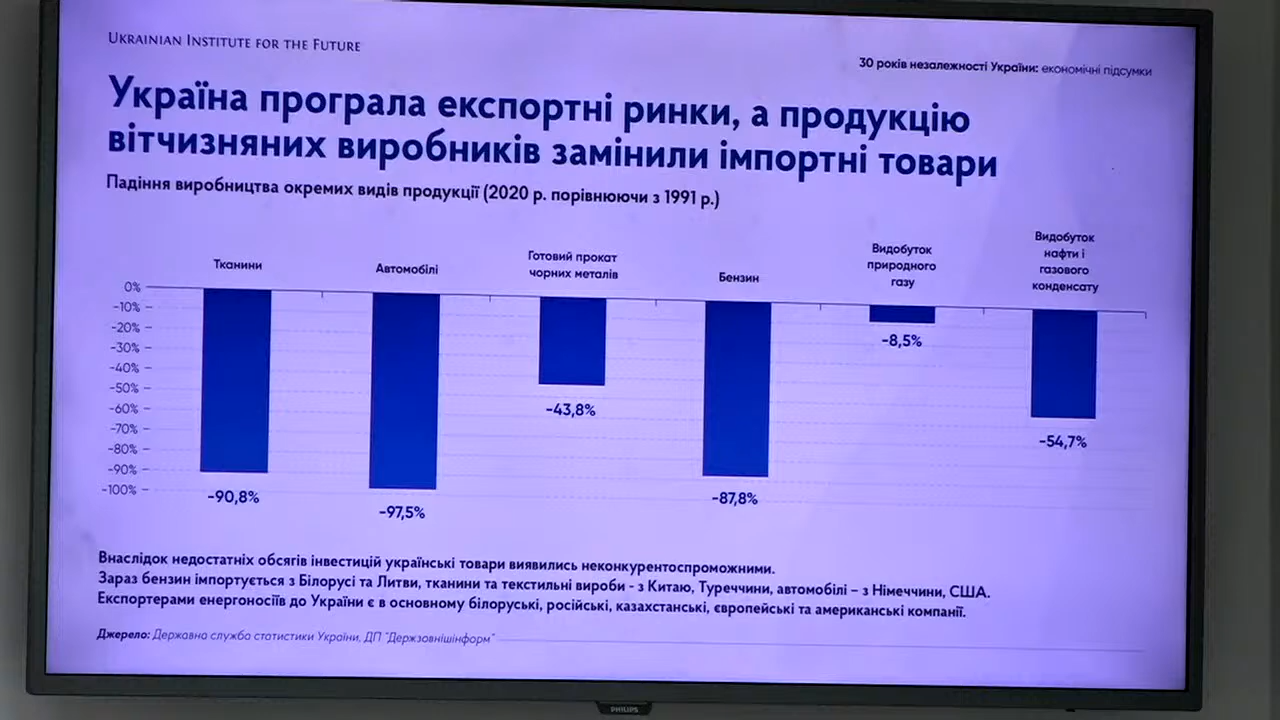 UKRAINIAN INSTITUTE FOR THE FUTURE
30 років незалежності України: економічні підсумки
Україна програла експортні ринки, а продукцію
вітчизняних виробників замінили імпортні товари
Падіння виробництва окремих видів продукції (2020 р. порівнюючи з 1991 р.)
Тканини
Автомобілі
Готовий прокат
чорних металів
Бензин
Видобуток
природного
газу
Видобуток
нафти і
газового
конденсату
0%
-10%
-20%
-30%
-40%
-50%
-60%
-70%
-80%
-90%
-100%
-90,8%
-97,5%
-43,8%
-87,8%
-8,5%
-54,7%
Внаслідок недостатніх обсягів інвестицій українські товари виявились неконкурентоспроможними.
Зараз бензин імпортується з Білорусі та Литви, тканини та текстильні вироби - з Китаю, Туреччини, автомобілі – з Німеччини, США.
Експортерами енергоносіїв до України є в основному білоруські, російські, казахстанські, європейські та американські компанії.
Джерело: Державна служба статистики України, ДП "Держзовнішінформ"
PHILIPS